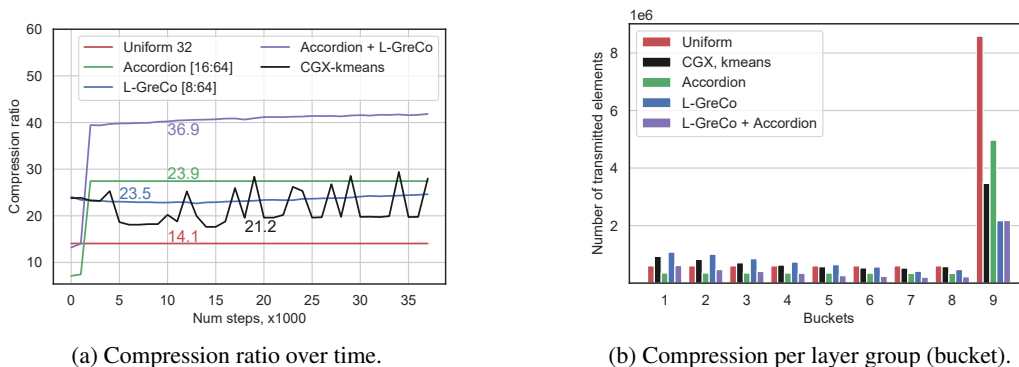 60
50
40
30
20
10
Compression ratio
Uniform 32
Accordion [16:64]
L-GreCo [8:64]
Accordion + L-GreCo
CGX-kmeans
36.9
23.9
23.5
21.2
14.1
0 5 10 15 20 25 30 35
Num steps, x1000
(a) Compression ratio over time.
1e6
8
6
4
2
Number of transmitted elements
Uniform
CGX, kmeans
Accordion
L-GreCo
L-GreCo + Accordion
1 2 3 4 5 6 7 8 9
Buckets
(b) Compression per layer group (bucket).